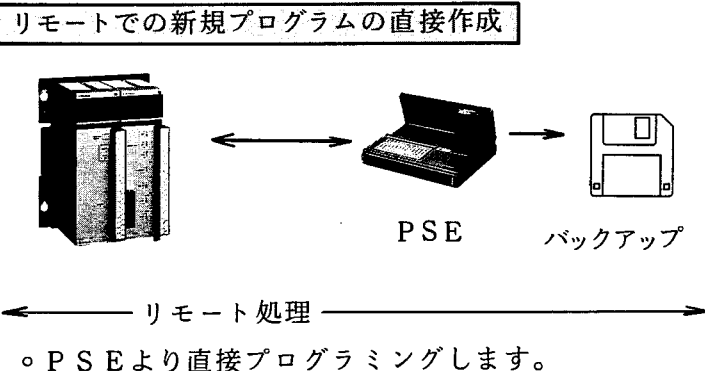 リモートでの新規プログラムの直接作成
PSE
バックアップ
リモート処理
○PSEより直接プログラミングします。